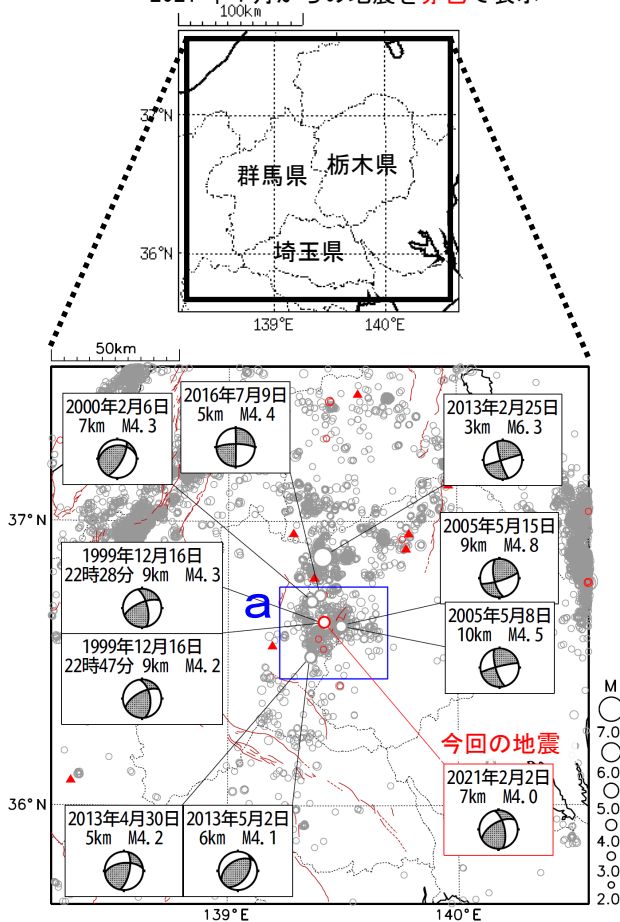 100km
37°N
群馬県
栃木県
36°N
埼玉県
139°E
140°E
50km
2000年2月6日
7km M4.3
2016年7月9日
5km M4.4
2013年2月25日
3km M6.3
37°N
1999年12月16日
22時28分 9km M4.3
2005年5月15日
9km M4.8
a
1999年12月16日
22時47分 9km M4.2
2005年5月8日
10km M4.5
今回の地震
2021年2月2日
7km M4.0
36°N
2013年4月30日
5km M4.2
2013年5月2日
6km M4.1
M
7.0
6.0
5.0
4.0
3.0
2.0
139°E
140°E